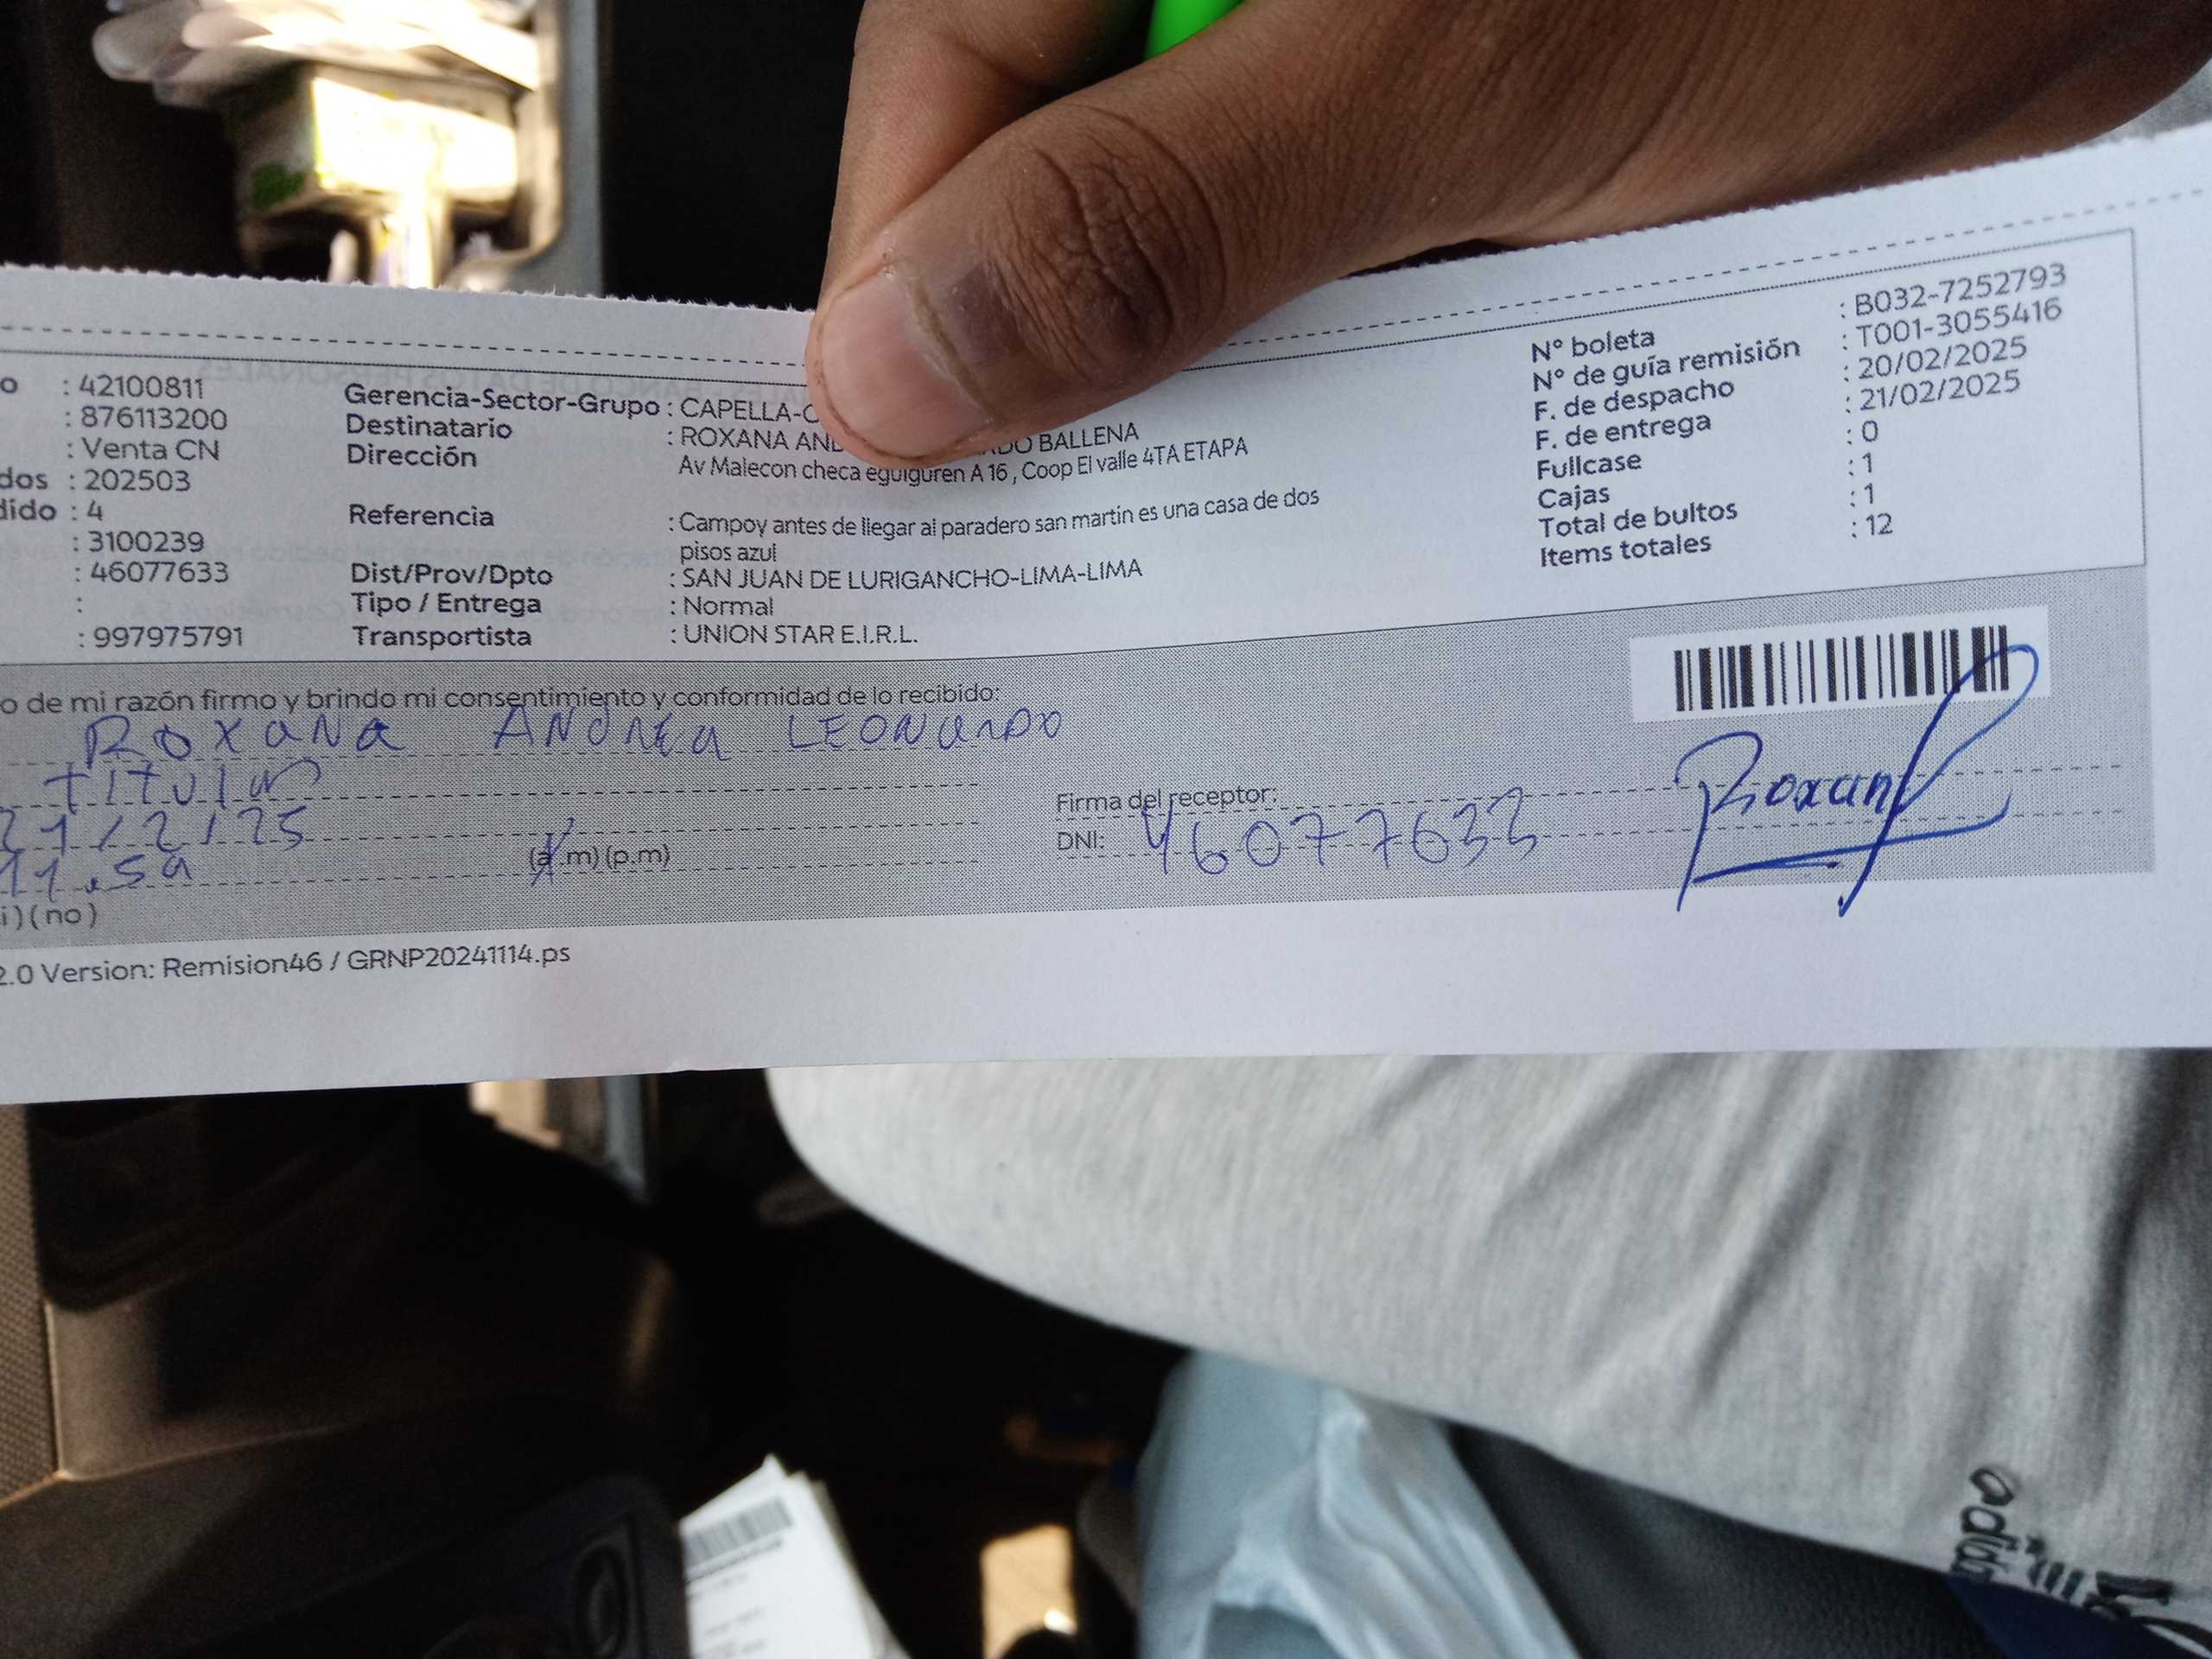 o : 42100811
: 876113200
: Venta CN
dos : 202503
dido : 4
: 3100239
: 46077633
:
: 997975791
Gerencia-Sector-Grupo : CAPELLA-
Destinatario : ROXANA AN BALLENA
Dirección Av Malecon checa eguiguren A 16 , Coop El valle 4TA ETAPA
Referencia : Campoy antes de llegar al paradero san martin es una casa de dos
pisos azul
Dist/Prov/Dpto : SAN JUAN DE LURIGANCHO-LIMA-LIMA
Tipo / Entrega : Normal
Transportista : UNION STAR E.I.R.L.
N° boleta : B032-7252793
N° de guía remisión : T001-3055416
F. de despacho : 20/02/2025
F. de entrega : 21/02/2025
Fullcase : 0
Cajas : 1
Total de bultos : 1
Items totales : 12
o de mi razón firmo y brindo mi consentimiento y conformidad de lo recibido:
Roxana Andrea Leonardo
titular
21/2/25
(a.m) (p.m)
i) ( no )
Firma del receptor: Roxan
DNI: 46077633
2.0 Version: Remision46 / GRNP20241114.ps
adidas